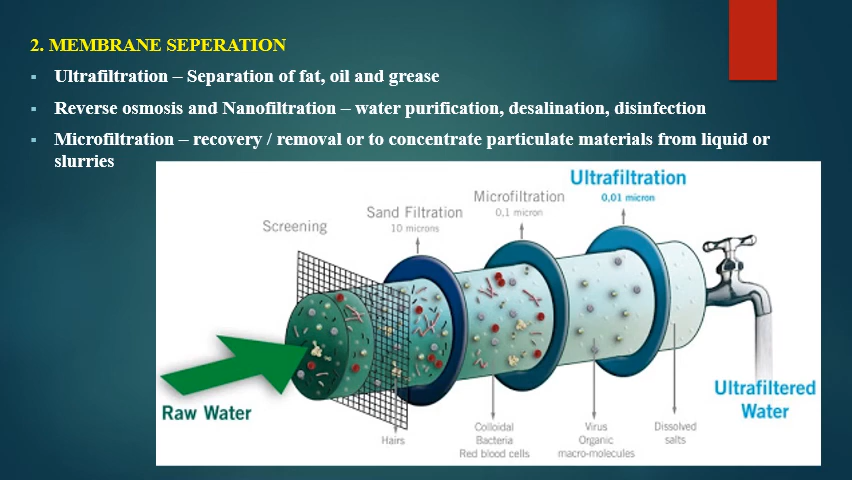 2. MEMBRANE SEPERATION
▪ Ultrafiltration – Separation of fat, oil and grease
▪ Reverse osmosis and Nanofiltration – water purification, desalination, disinfection
▪ Microfiltration – recovery / removal or to concentrate particulate materials from liquid or
slurries
Screening
Sand Filtration
10 microns
Microfiltration
0,1 micron
Ultrafiltration
0,01 micron
Raw Water
Hairs
Colloidal
Bacteria
Red blood cells
Virus
Organic
macro-molecules
Dissolved
salts
Ultrafiltered
Water